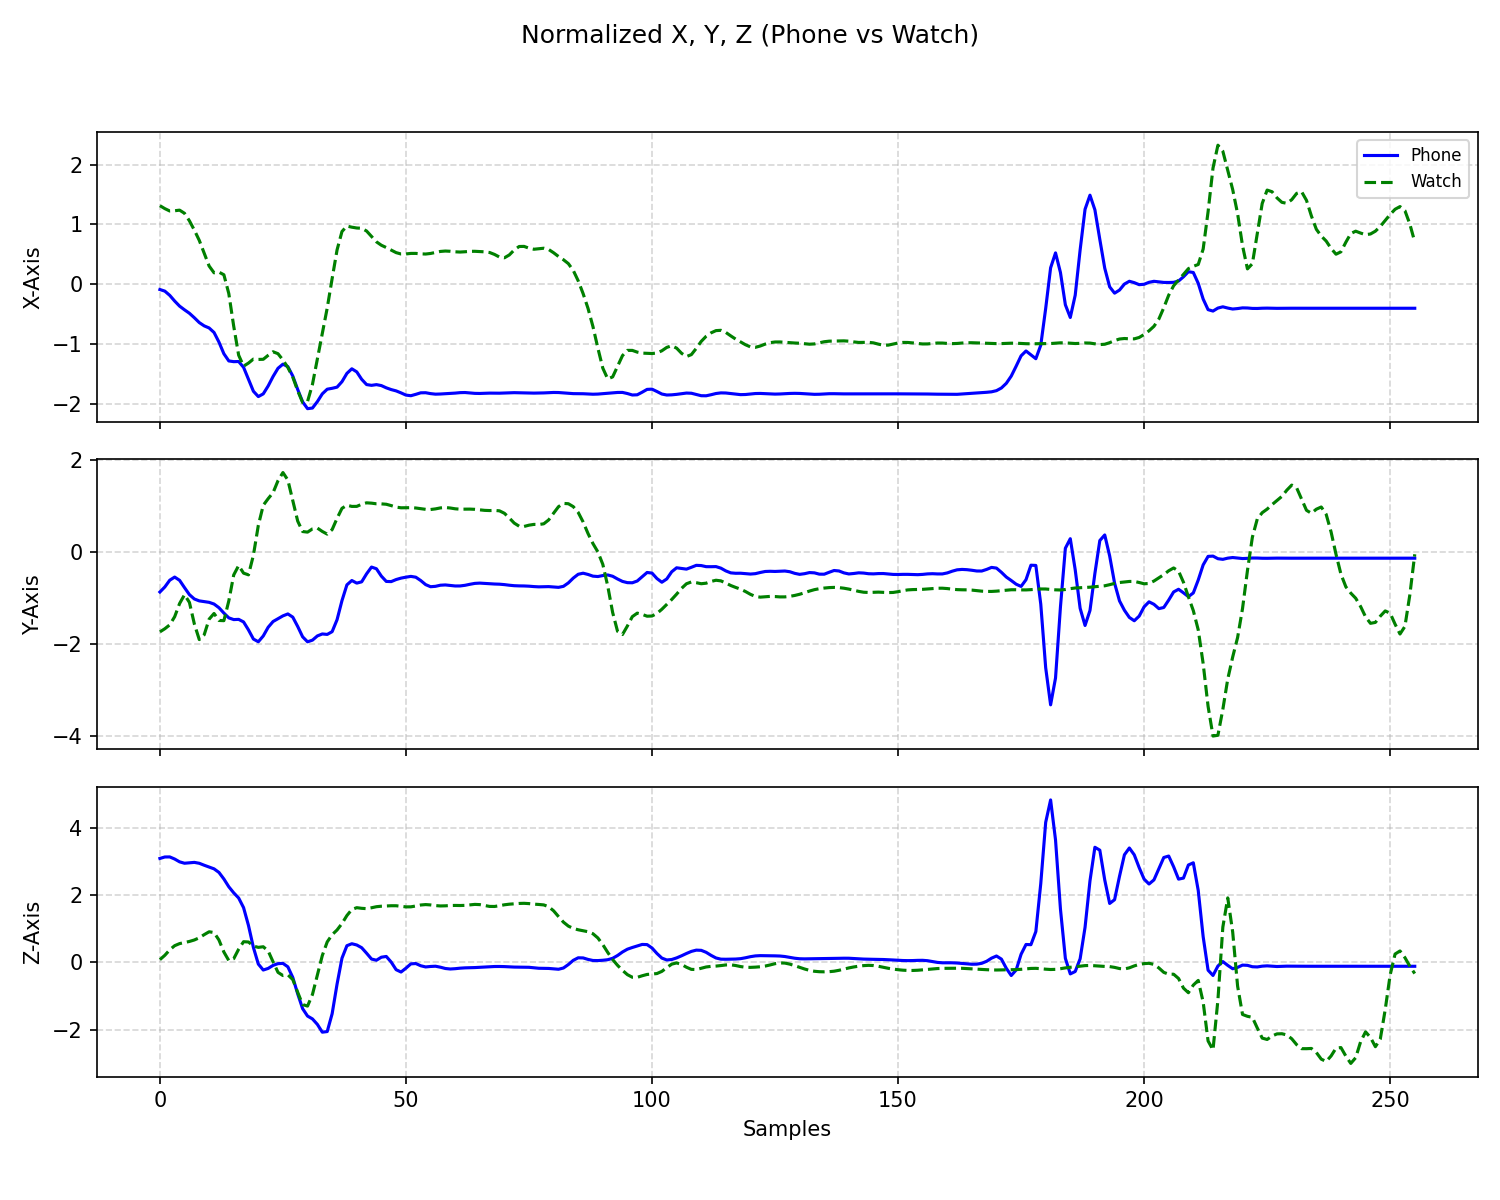 Normalized X, Y, Z (Phone vs Watch)
2
1
0
−1
−2
X-Axis
Phone
Watch
2
0
−2
−4
Y-Axis
4
2
0
−2
Z-Axis
0 50 100 150 200 250
Samples